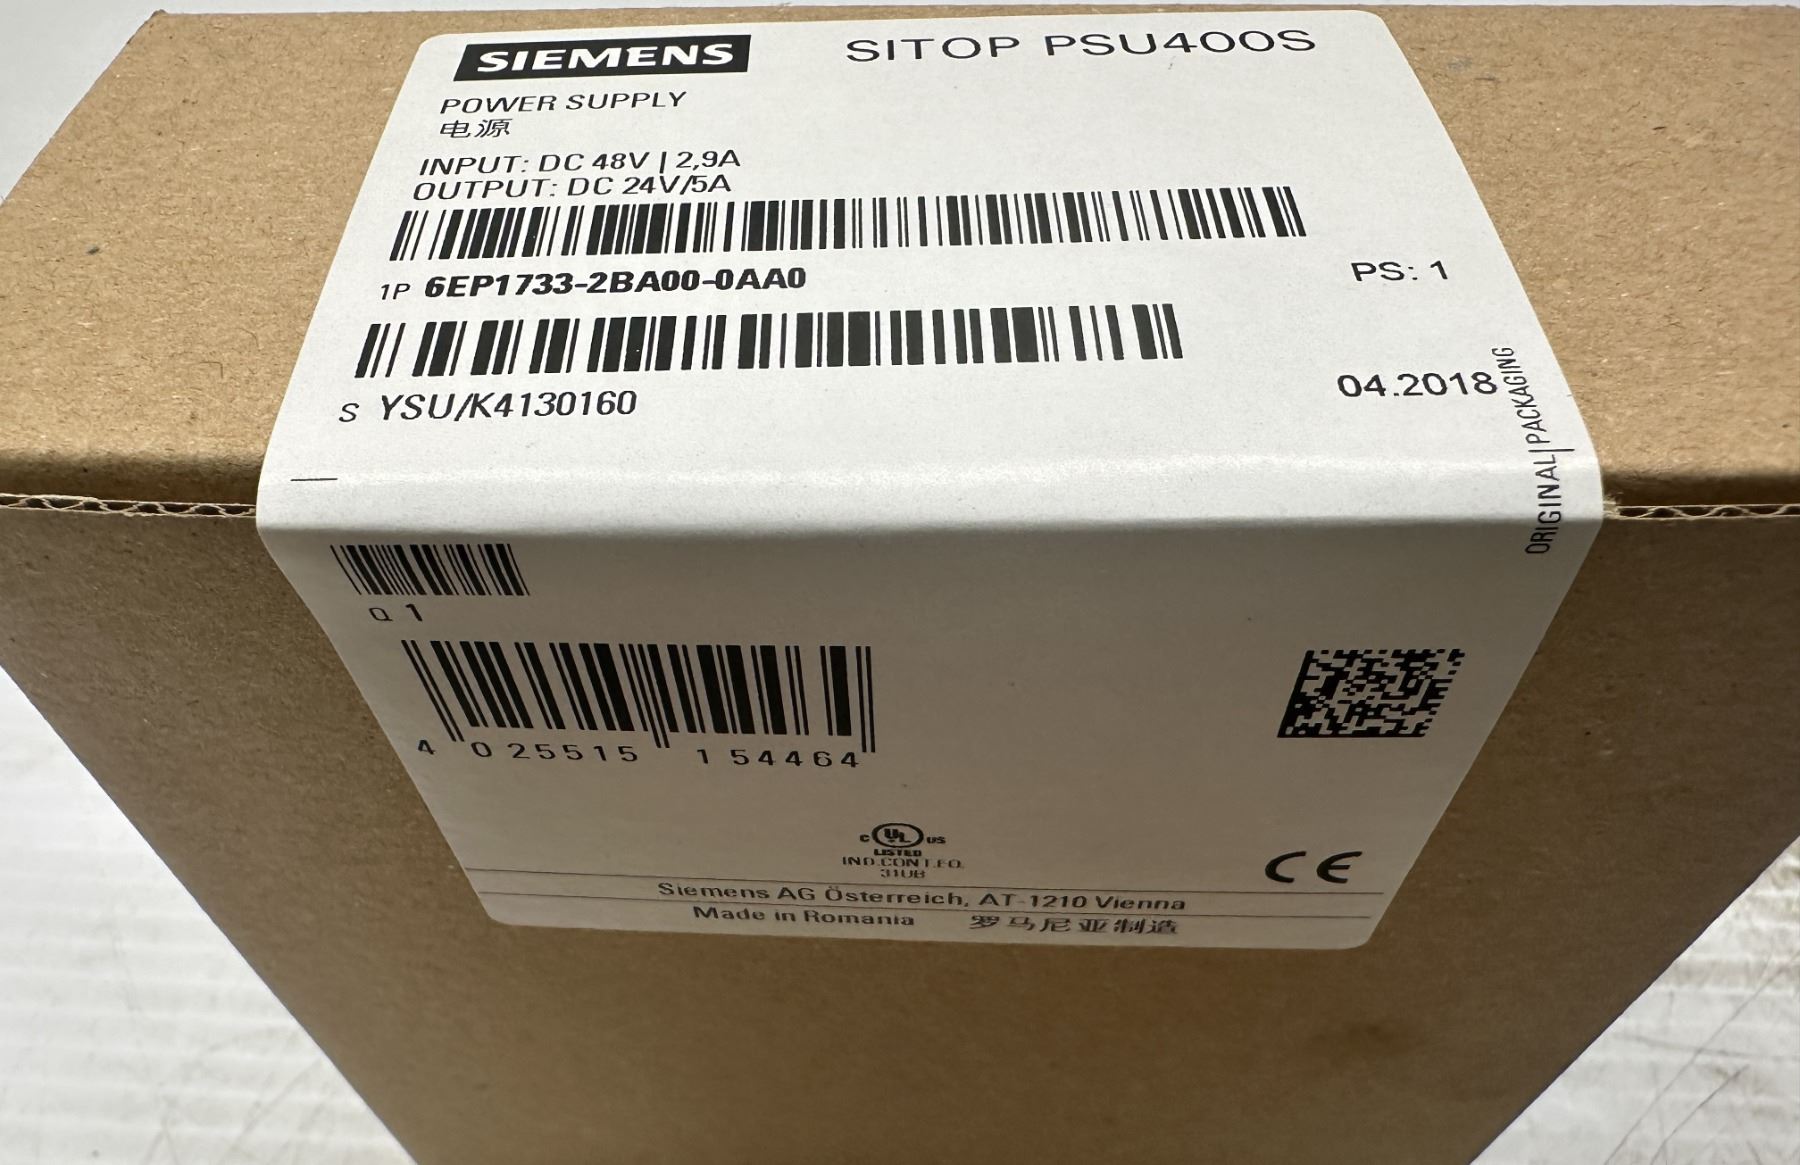 SIEMENS
SITOP PSU400S
POWER SUPPLY
电源
INPUT: DC 48V | 2,9A
OUTPUT: DC 24V/5A
1P 6EP1733-2BA00-0AA0
PS: 1
S YSU/K4130160
04.2018
ORIGINAL|PACKAGING
Q 1
4 025515 154464
C UL US
LISTED
IND.CONT.EQ.
31UB
CE
Siemens AG Österreich, AT-1210 Vienna
Made in Romania 罗马尼亚制造